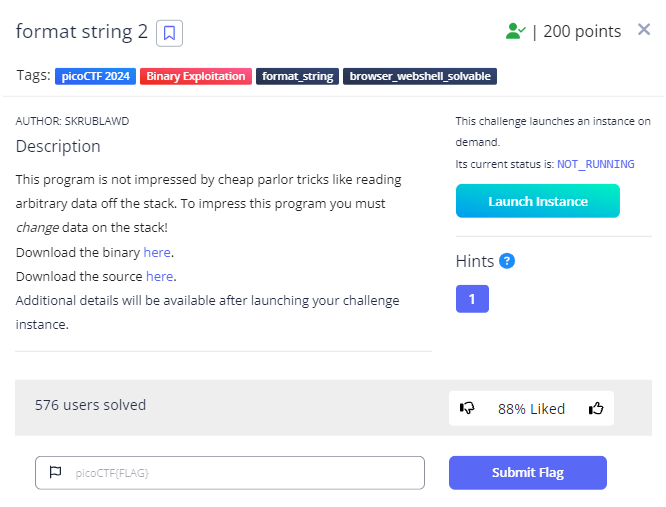 format string 2
| 200 points
Tags: picoCTF 2024 Binary Exploitation format_string browser_webshell_solvable
AUTHOR: SKRUBLAWD
Description
This program is not impressed by cheap parlor tricks like reading
arbitrary data off the stack. To impress this program you must
change data on the stack!
Download the binary here.
Download the source here.
Additional details will be available after launching your challenge
instance.
This challenge launches an instance on
demand.
Its current status is: NOT_RUNNING
Launch Instance
Hints ?
1
576 users solved
88% Liked
picoCTF{FLAG}
Submit Flag